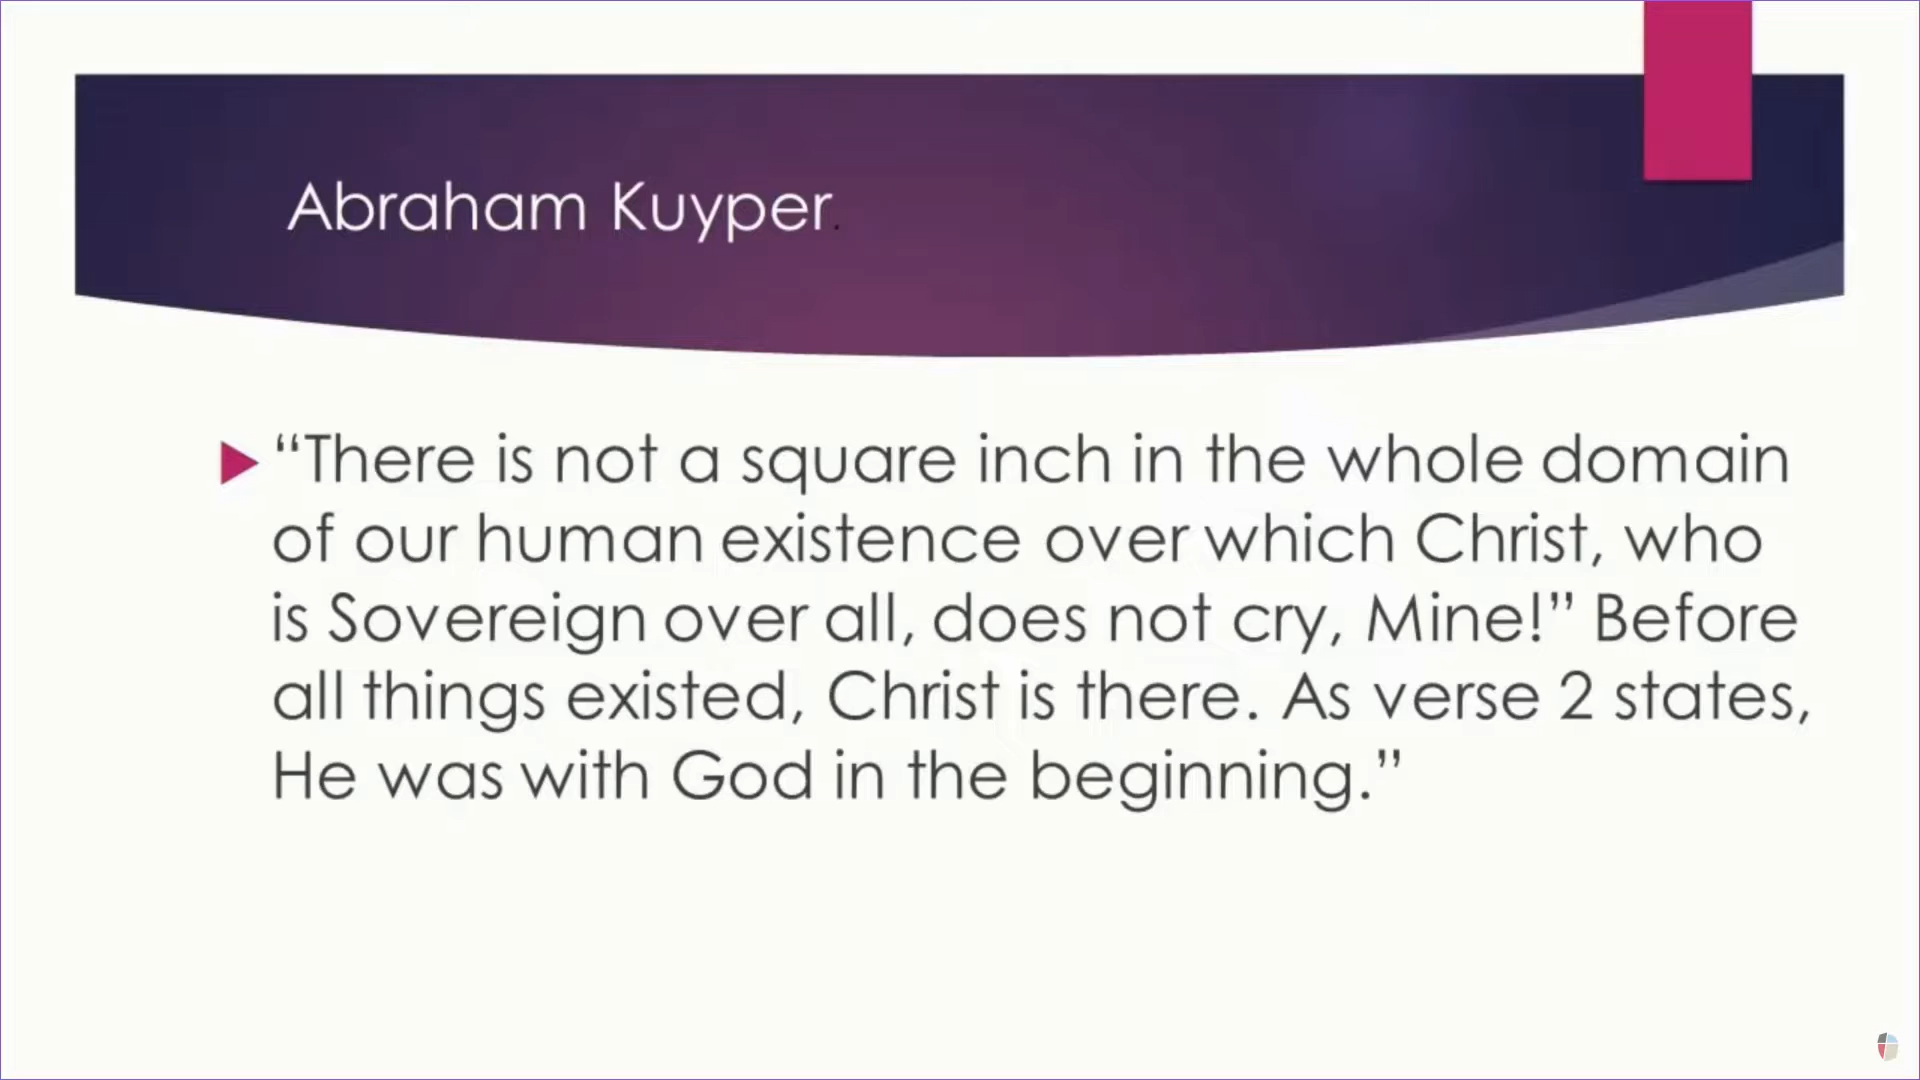 Abraham Kuyper.
“There is not a square inch in the whole domain
of our human existence over which Christ, who
is Sovereign over all, does not cry, Mine!” Before
all things existed, Christ is there. As verse 2 states,
He was with God in the beginning.”